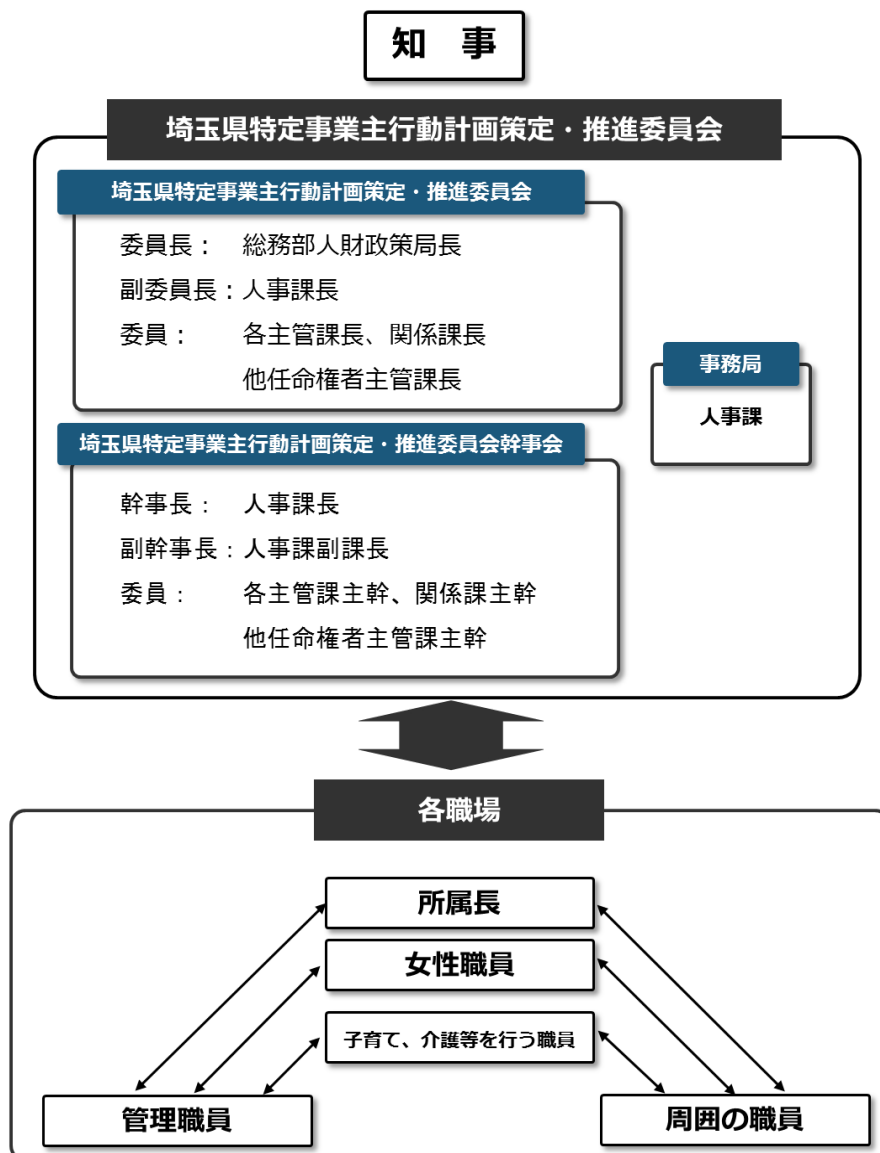 知　事
埼玉県特定事業主行動計画策定・推進委員会
埼玉県特定事業主行動計画策定・推進委員会
委員長： 総務部人財政策局長
副委員長：人事課長
委員： 各主管課長、関係課長
他任命権者主管課長
事務局
人事課
埼玉県特定事業主行動計画策定・推進委員会幹事会
幹事長： 人事課長
副幹事長：人事課副課長
委員： 各主管課主幹、関係課主幹
他任命権者主管課主幹
各職場
所属長
女性職員
子育て、介護等を行う職員
管理職員
周囲の職員